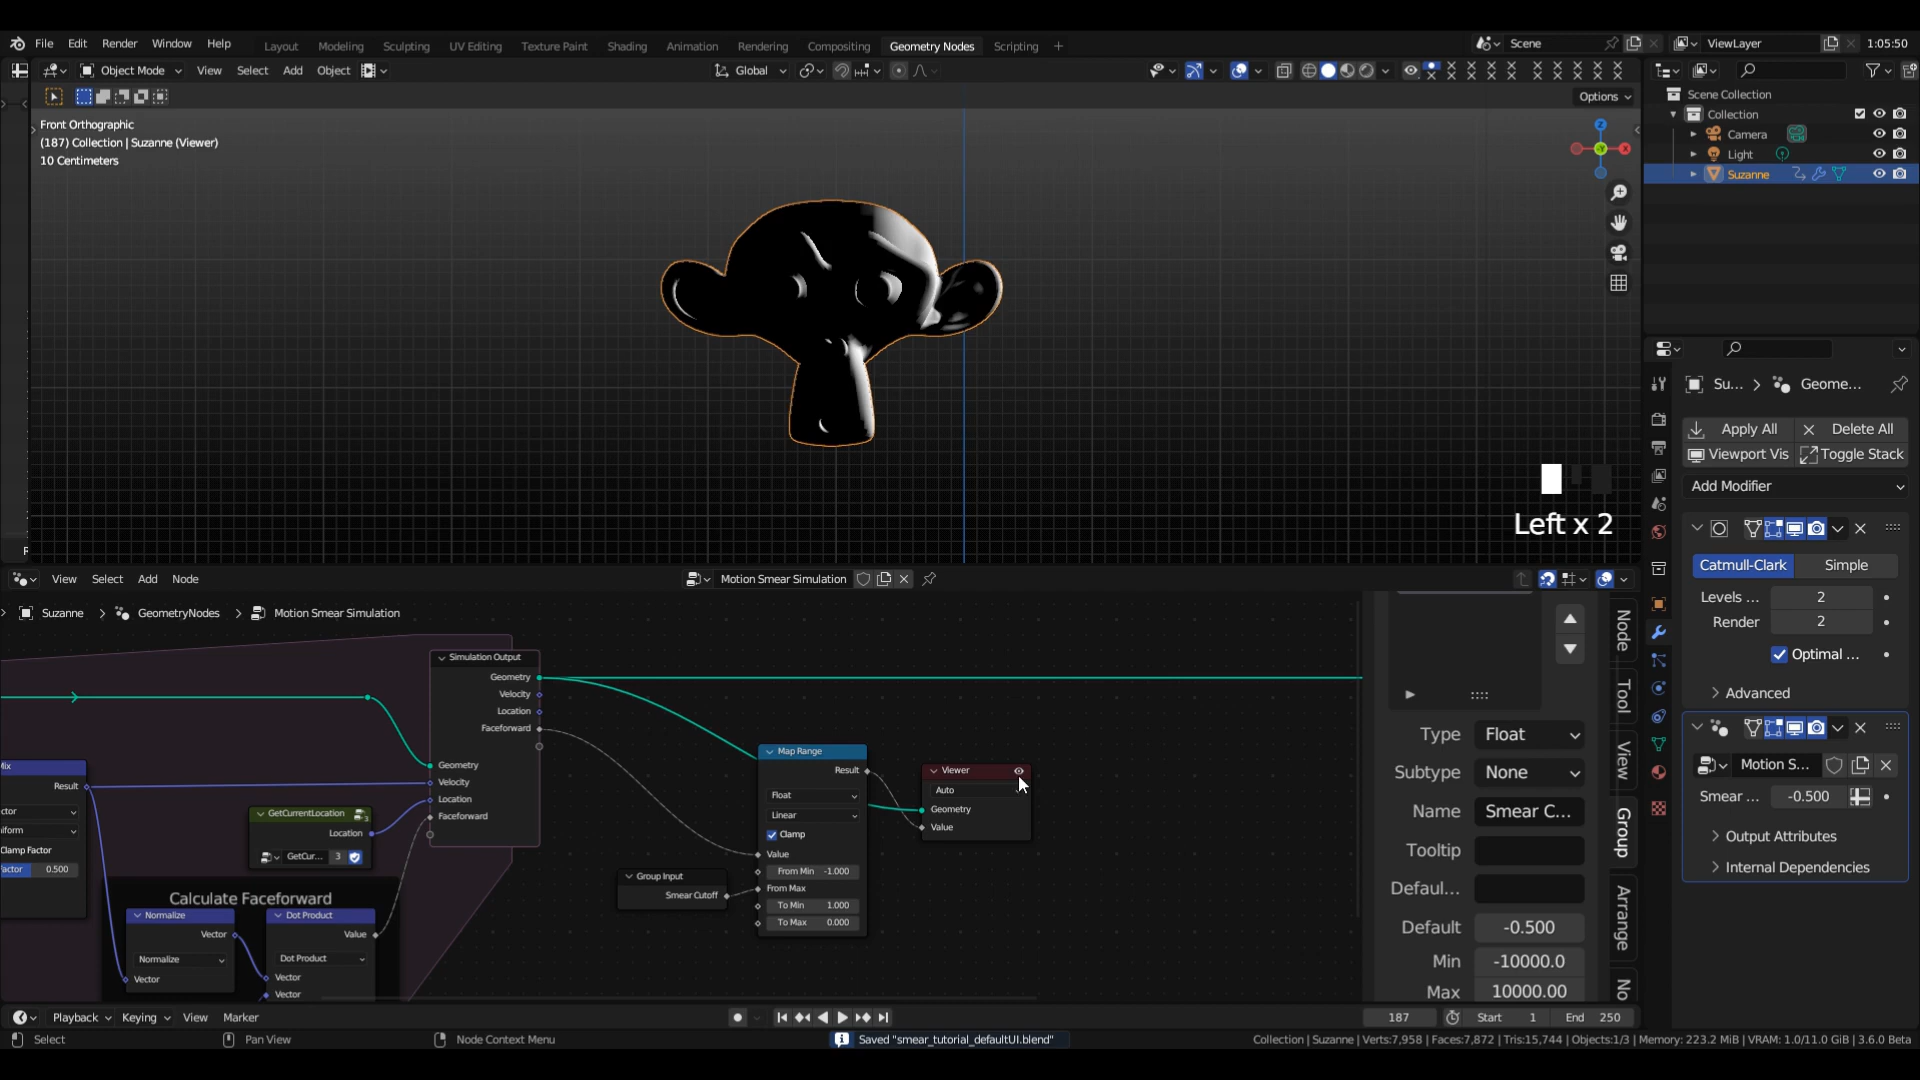 File Edit Render Window Help Layout Modeling Sculpting UV Editing Texture Paint Shading Animation Rendering Compositing Geometry Nodes Scripting + Scene ViewLayer 1:05:50
Object Mode View Select Add Object Global
Options
Front Orthographic
(187) Collection | Suzanne (Viewer)
10 Centimeters
Z
Y
X
Left x 2
Scene Collection
Collection
Camera
Light
Suzanne
Su... > Geome...
Apply All Delete All
Viewport Vis Toggle Stack
Add Modifier
Catmull-Clark Simple
Levels ... 2
Render 2
Optimal ...
Advanced
Motion S...
Smear ... -0.500
Output Attributes
Internal Dependencies
View Select Add Node Motion Smear Simulation
Suzanne > GeometryNodes > Motion Smear Simulation
Simulation Output
Geometry
Velocity
Location
Faceforward
Geometry
Velocity
Location
Faceforward
Mix
Result
ctor
iform
Clamp Factor
actor 0.500
GetCurrentLocation
Location
GetCur... 3
Calculate Faceforward
Normalize
Vector
Normalize
Vector
Dot Product
Value
Dot Product
Vector
Vector
Group Input
Smear Cutoff
Map Range
Result
Float
Linear
Clamp
Value
From Min -1.000
From Max
To Min 1.000
To Max 0.000
Viewer
Auto
Geometry
Value
Type Float
Subtype None
Name Smear C...
Tooltip
Defaul...
Default -0.500
Min -10000.0
Max 10000.00
Node
Tool
View
Group
Arrange
No
Playback Keying View Marker 187 Start 1 End 250
Select Pan View Node Context Menu Saved "smear_tutorial_defaultUI.blend" Collection | Suzanne | Verts:7,958 | Faces:7,872 | Tris:15,744 | Objects:1/3 | Memory: 223.2 MiB | VRAM: 1.0/11.0 GiB | 3.6.0 Beta